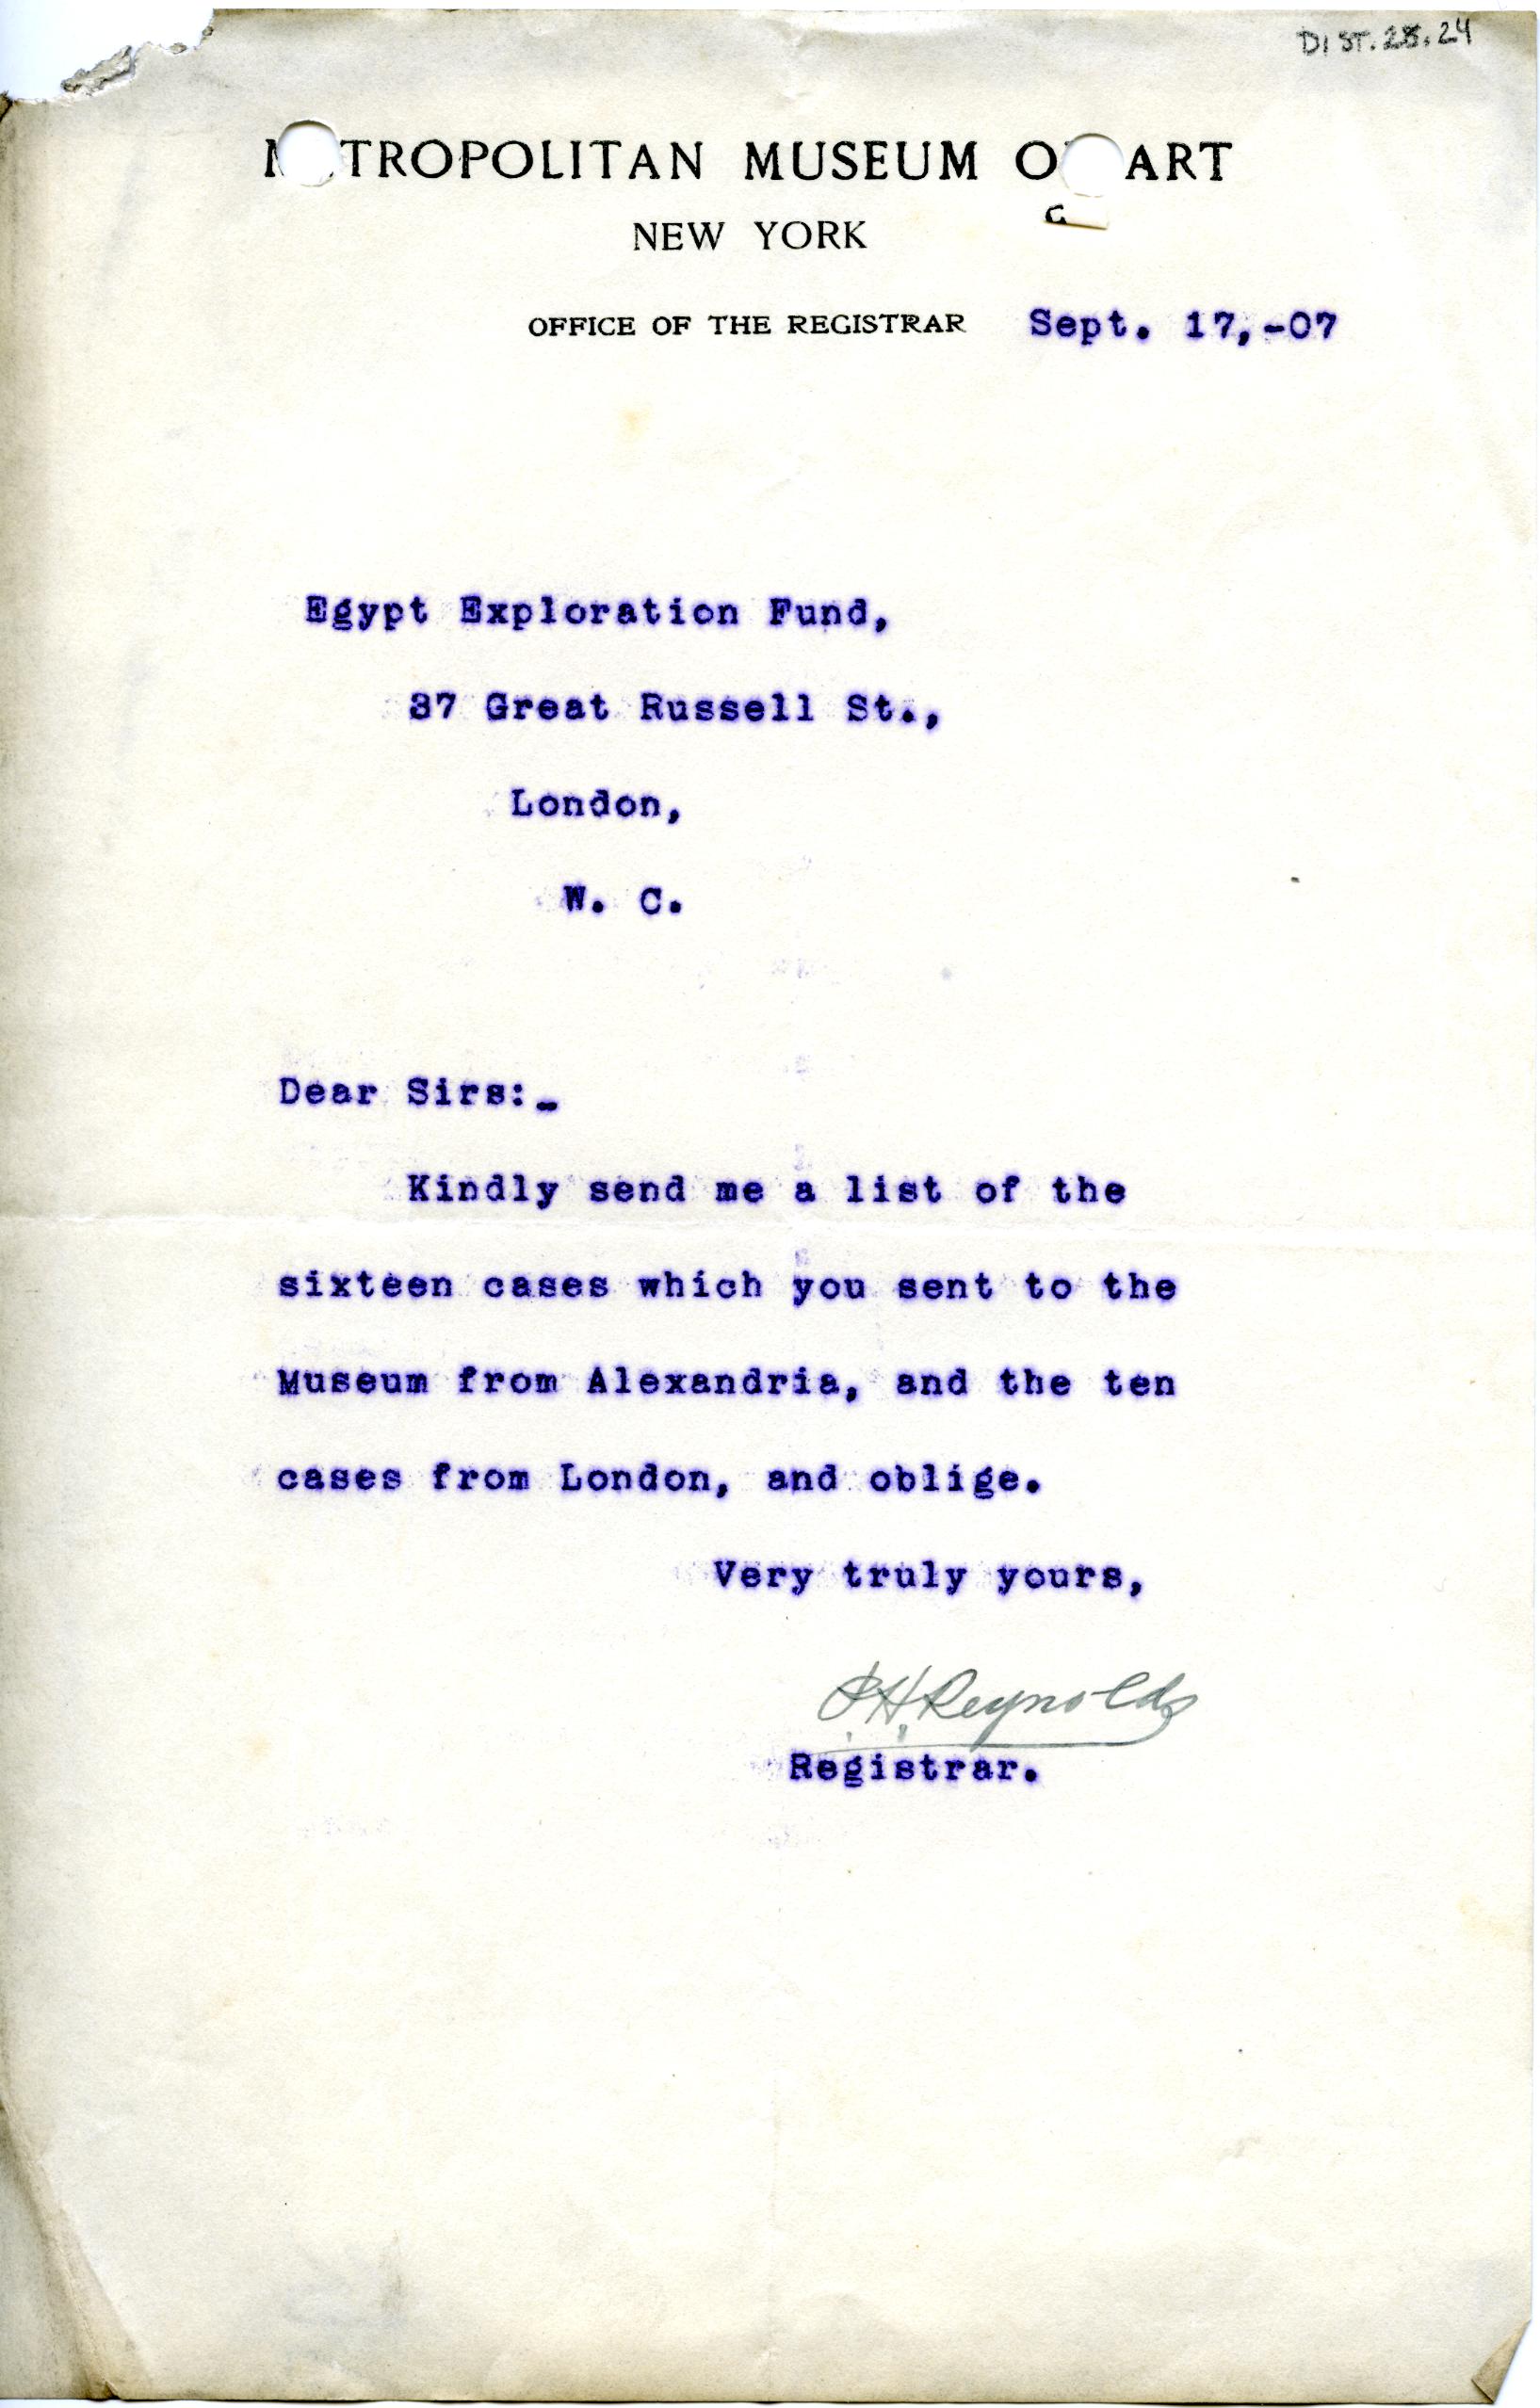 DIST.28.24
M TROPOLITAN MUSEUM O ART
NEW YORK
OFFICE OF THE REGISTRAR Sept. 17,-07
Egypt Exploration Fund,
37 Great Russell St.,
London,
W. C.
Dear Sirs:-
Kindly send me a list of the
sixteen cases which you sent to the
Museum from Alexandria, and the ten
cases from London, and oblige.
Very truly yours,
P.H.Reynolds
Registrar.